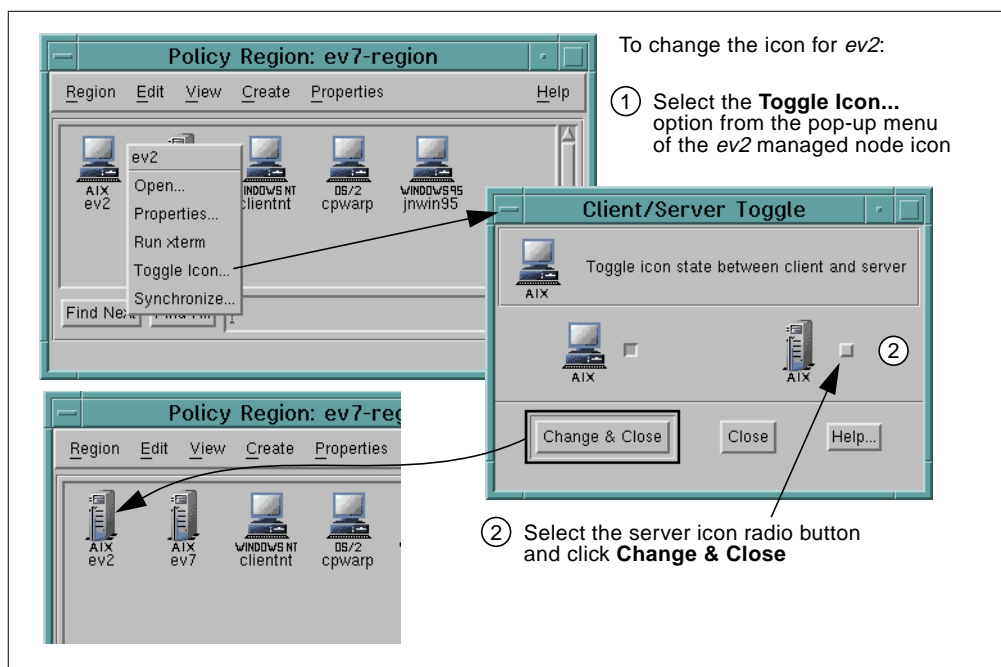 Policy Region: ev7-region
Region Edit View Create Properties Help
AIX
ev2
WINDOWS NT
clientnt
OS/2
cpwarp
WINDOWS 95
jnwin95
ev2
Open...
Properties...
Run xterm
Toggle Icon...
Synchronize...
Find Next
To change the icon for ev2:
1 Select the Toggle Icon...
option from the pop-up menu
of the ev2 managed node icon
Client/Server Toggle
Toggle icon state between client and server
AIX
AIX
AIX
2
Change & Close Close Help...
2 Select the server icon radio button
and click Change & Close
Policy Region: ev7-reg
Region Edit View Create Properties
AIX
ev2
AIX
ev7
WINDOWS NT
clientnt
OS/2
cpwarp